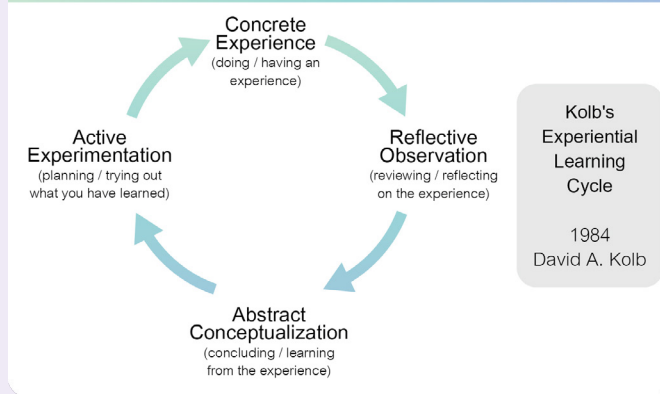 Concrete
Experience
(doing / having an
experience)
Reflective
Observation
(reviewing / reflecting
on the experience)
Abstract
Conceptualization
(concluding / learning
from the experience)
Active
Experimentation
(planning / trying out
what you have learned)
Kolb's
Experiential
Learning
Cycle
1984
David A. Kolb